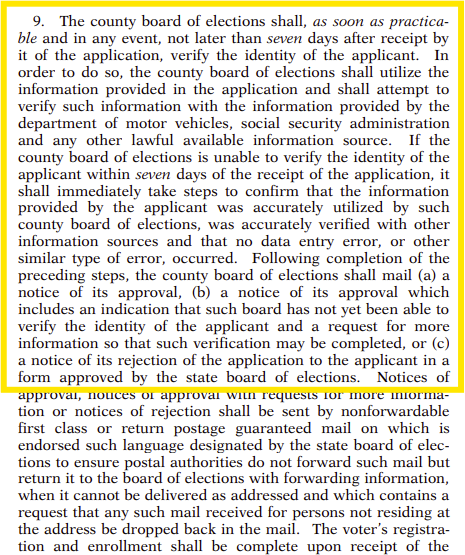 9. The county board of elections shall, as soon as practica-
ble and in any event, not later than seven days after receipt by
it of the application, verify the identity of the applicant. In
order to do so, the county board of elections shall utilize the
information provided in the application and shall attempt to
verify such information with the information provided by the
department of motor vehicles, social security administration
and any other lawful available information source. If the
county board of elections is unable to verify the identity of the
applicant within seven days of the receipt of the application, it
shall immediately take steps to confirm that the information
provided by the applicant was accurately utilized by such
county board of elections, was accurately verified with other
information sources and that no data entry error, or other
similar type of error, occurred. Following completion of the
preceding steps, the county board of elections shall mail (a) a
notice of its approval, (b) a notice of its approval which
includes an indication that such board has not yet been able to
verify the identity of the applicant and a request for more
information so that such verification may be completed, or (c)
a notice of its rejection of the application to the applicant in a
form approved by the state board of elections. Notices of
approval, notices of approval with requests for more informa-
tion or notices of rejection shall be sent by nonforwardable
first class or return postage guaranteed mail on which is
endorsed such language designated by the state board of elec-
tions to ensure postal authorities do not forward such mail but
return it to the board of elections with forwarding information,
when it cannot be delivered as addressed and which contains a
request that any such mail received for persons not residing at
the address be dropped back in the mail. The voter's registra-
tion and enrollment shall be complete upon receipt of the